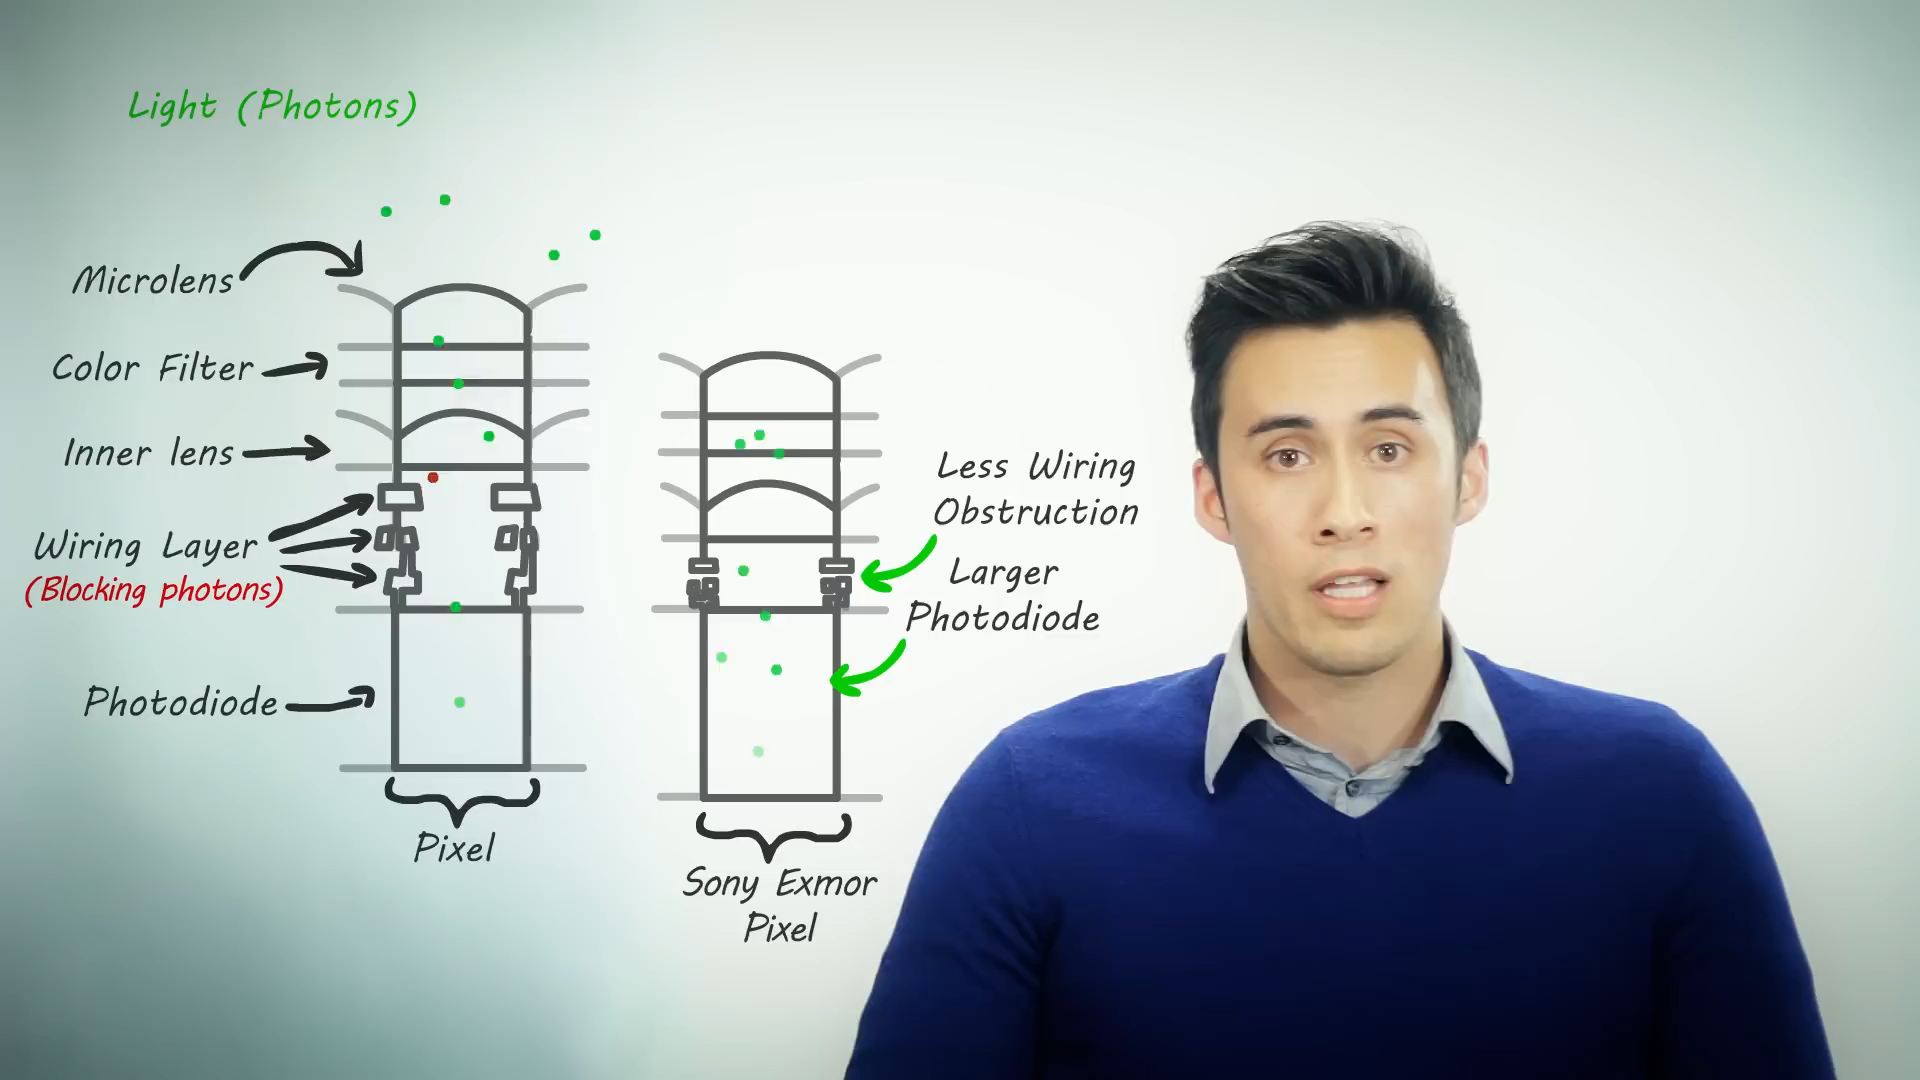 Light (Photons)
Microlens
Color Filter
Inner lens
Wiring Layer
(Blocking photons)
Photodiode
Pixel
Less Wiring
Obstruction
Larger
Photodiode
Sony Exmor
Pixel